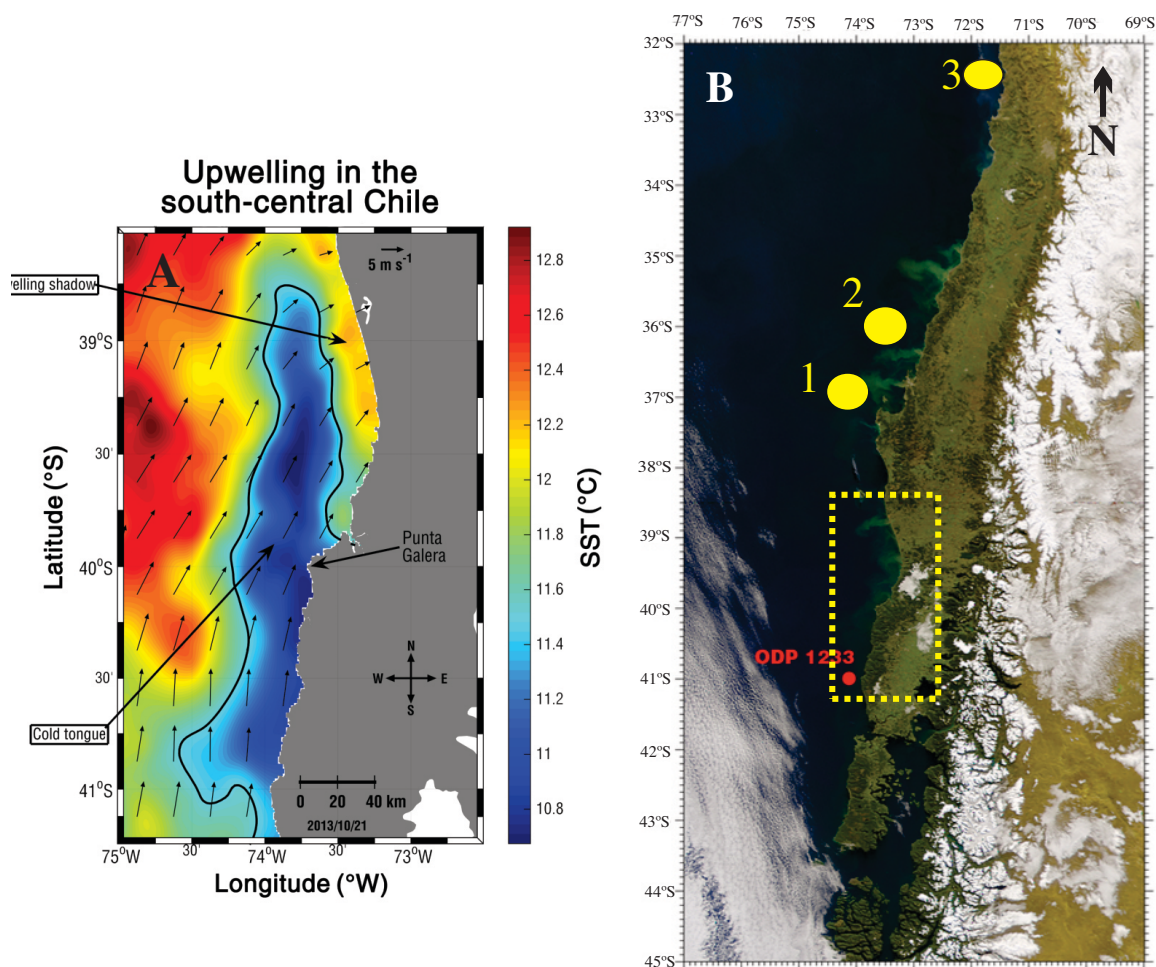 Upwelling in the
south-central Chile
A
velling shadow
5 m s-1
39°S
30'
40°S
30'
41°S
Latitude (°S)
Punta
Galera
Cold tongue
N
W E
S
0 20 40 km
2013/10/21
75°W 30' 74°W 30' 73°W
Longitude (°W)
12.8
12.6
12.4
12.2
12
11.8
11.6
11.4
11.2
11
10.8
SST (°C)
77°S 76°S 75°S 74°S 73°S 72°S 71°S 70°S 69°S
32°S
33°S
34°S
35°S
36°S
37°S
38°S
39°S
40°S
41°S
42°S
43°S
44°S
45°S
B
3
N
2
1
ODP 1233